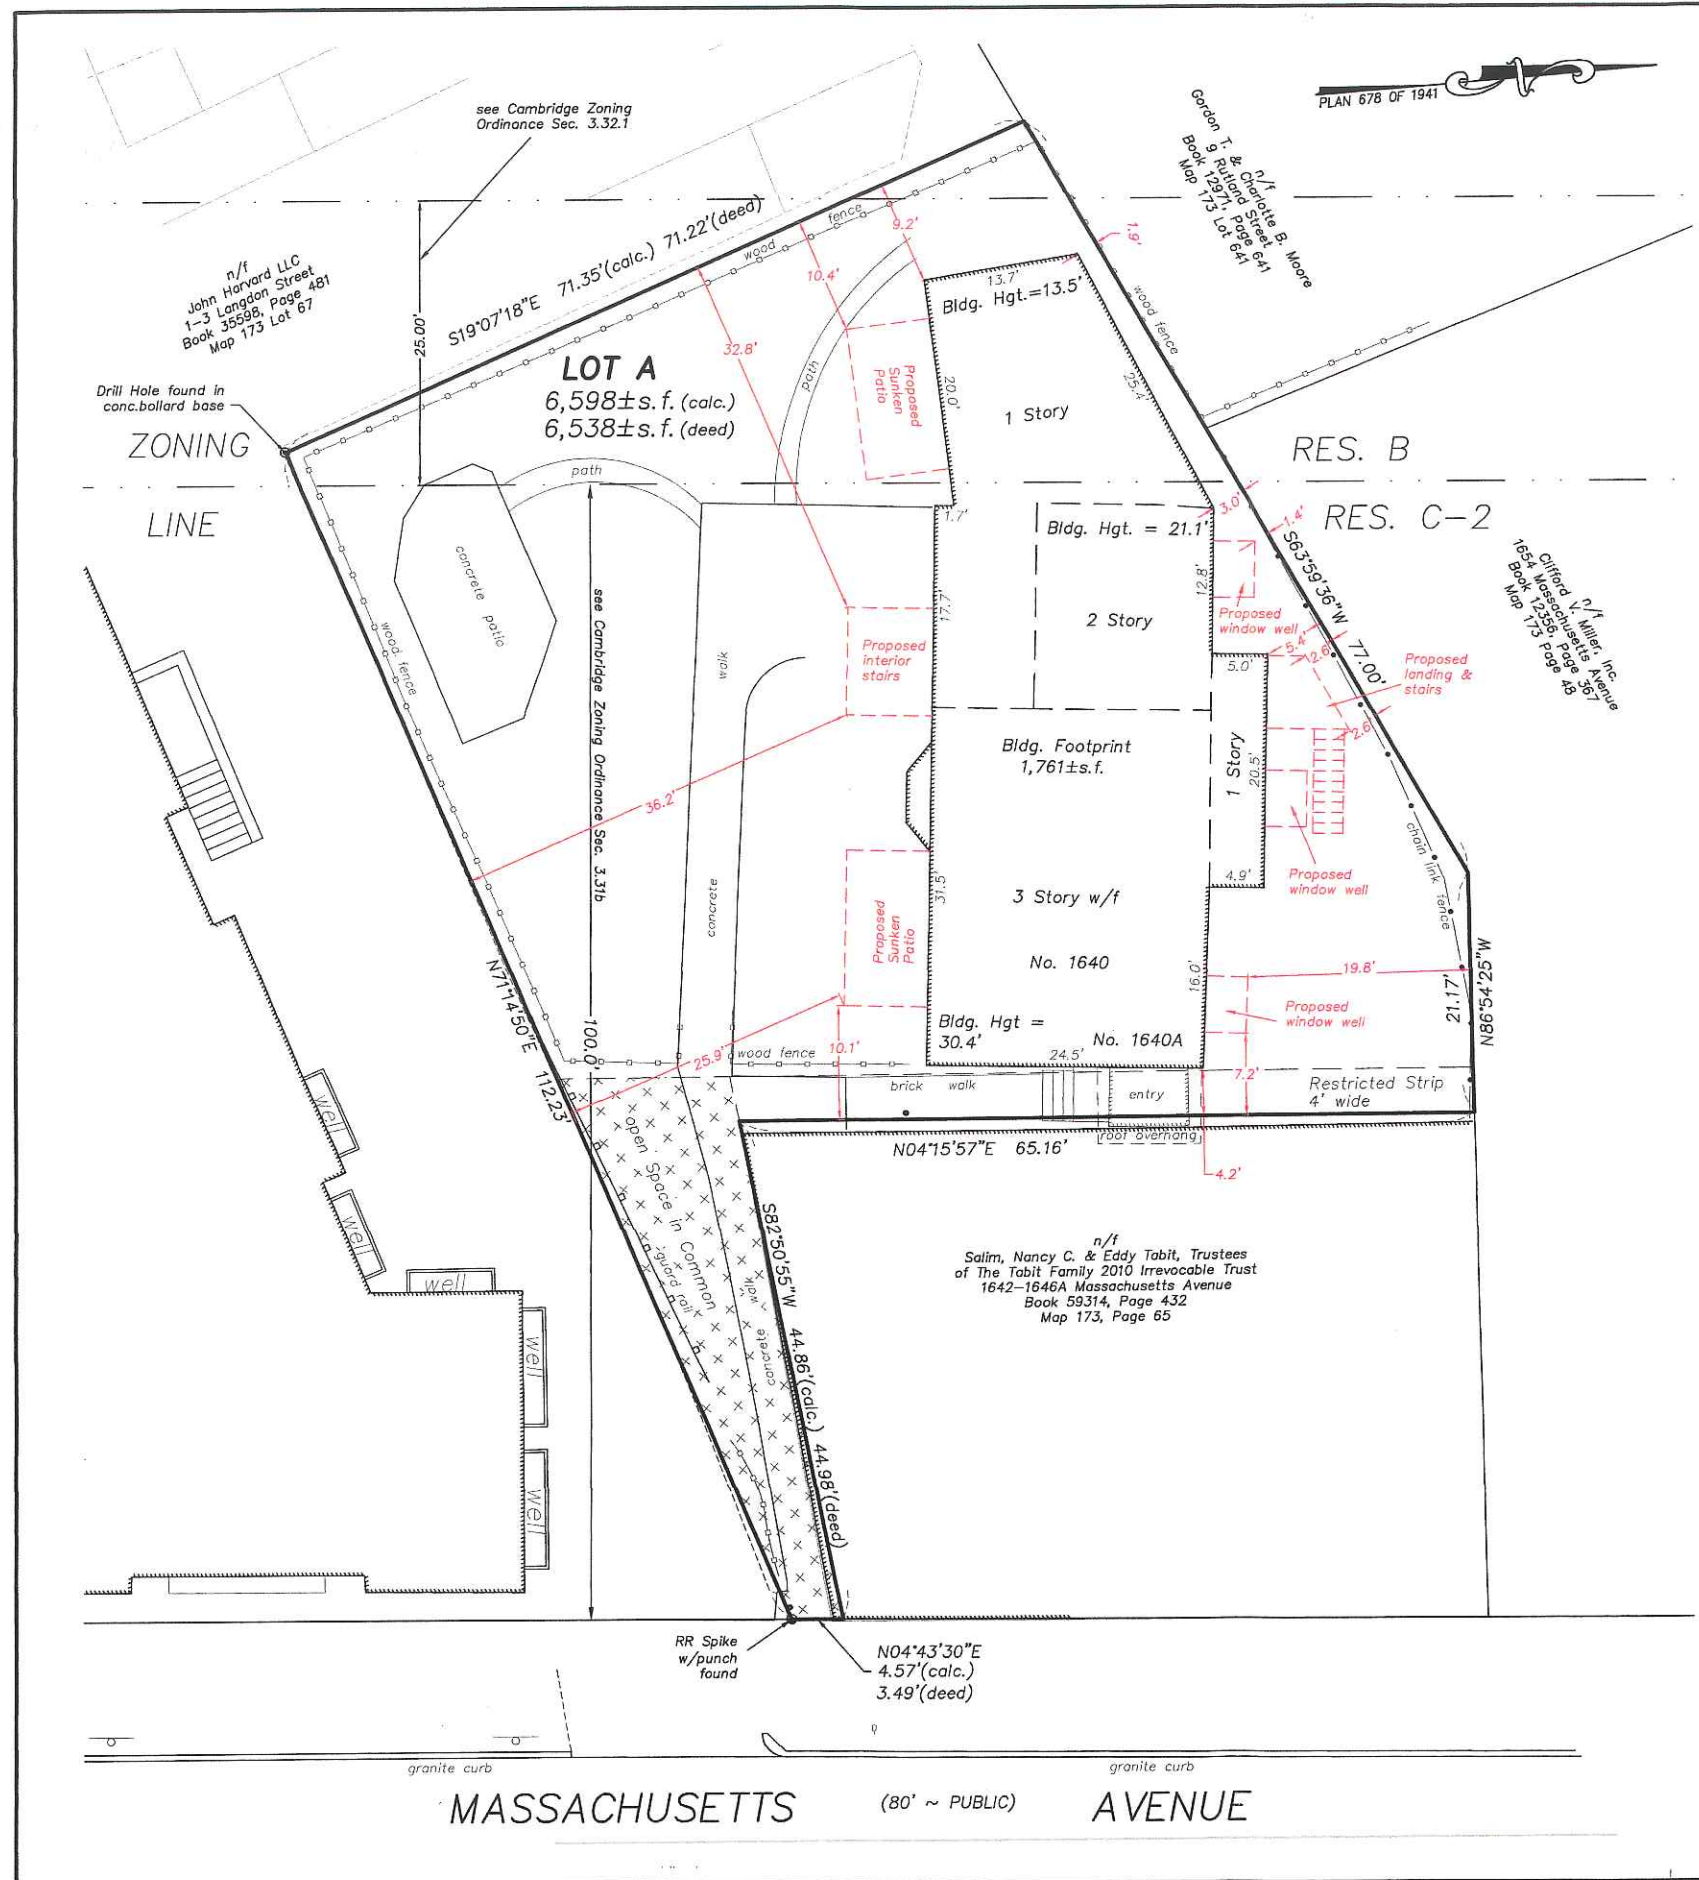 PLAN 678 OF 1941
N
see Cambridge Zoning
Ordinance Sec. 3.32.1
n/f
Gordon T. & Charlotte B. Moore
9 Rutland Street
Book 12971, Page 641
Map 173 Lot 641
n/f
John Harvard LLC
1-3 Langdon Street
Book 35598, Page 481
Map 173 Lot 67
25.00'
S19°07'18"E 71.35'(calc.) 71.22'(deed)
wood fence
9.2'
10.4'
32.8'
1.9'
wood fence
13.7'
Bldg. Hgt.=13.5'
25.4'
20.0'
1 Story
path
Proposed
Sunken
Patio
LOT A
6,598±s.f. (calc.)
6,538±s.f. (deed)
Drill Hole found in
conc.bollard base
ZONING
LINE
RES. B
RES. C-2
path
concrete patio
wood fence
see Cambridge Zoning Ordinance Sec. 3.31b
100.0'
walk
concrete
1.7'
17.7'
Bldg. Hgt. = 21.1'
12.8'
2 Story
3.0'
1.4'
S63°59'36"W 77.00'
Proposed
window well
5.4'
2.6'
5.0'
n/f
Clifford V. Miller, Inc.
1654 Massachusetts Avenue
Book 12356, Page 367
Map 173 Page 48
Proposed
landing &
stairs
2.6'
Proposed
interior
stairs
36.2'
Bldg. Footprint
1,761±s.f.
1 Story
20.5'
4.9'
Proposed
window well
chain link fence
31.5'
3 Story w/f
No. 1640
Proposed
Sunken
Patio
16.0'
19.8'
Proposed
window well
21.17'
N86°54'25"W
Bldg. Hgt =
30.4'
No. 1640A
24.5'
N71°14'50"E 112.23'
25.9'
wood fence
10.1'
7.2'
brick walk
entry
Restricted Strip
4' wide
roof overhang
N04°15'57"E 65.16'
4.2'
open Space in Common
guard rail
walk
concrete
S82°50'55"W 44.86'(calc.) 44.98'(deed)
n/f
Salim, Nancy C. & Eddy Tabit, Trustees
of The Tabit Family 2010 Irrevocable Trust
1642-1646A Massachusetts Avenue
Book 59314, Page 432
Map 173, Page 65
well
well
well
well
well
RR Spike
w/punch
found
N04°43'30"E
4.57'(calc.)
3.49'(deed)
granite curb
granite curb
MASSACHUSETTS (80' ~ PUBLIC) AVENUE